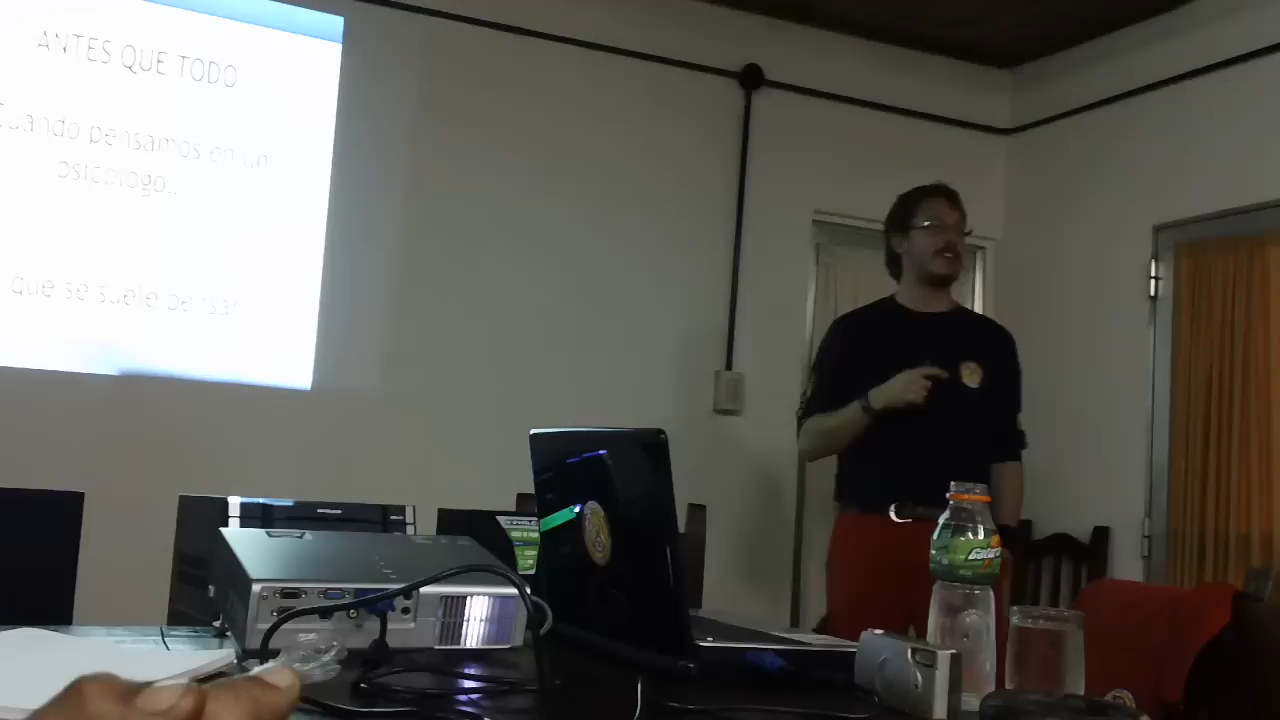 ANTES QUE TODO
Cuando pensamos en un
psicologo..
que se suele pensar